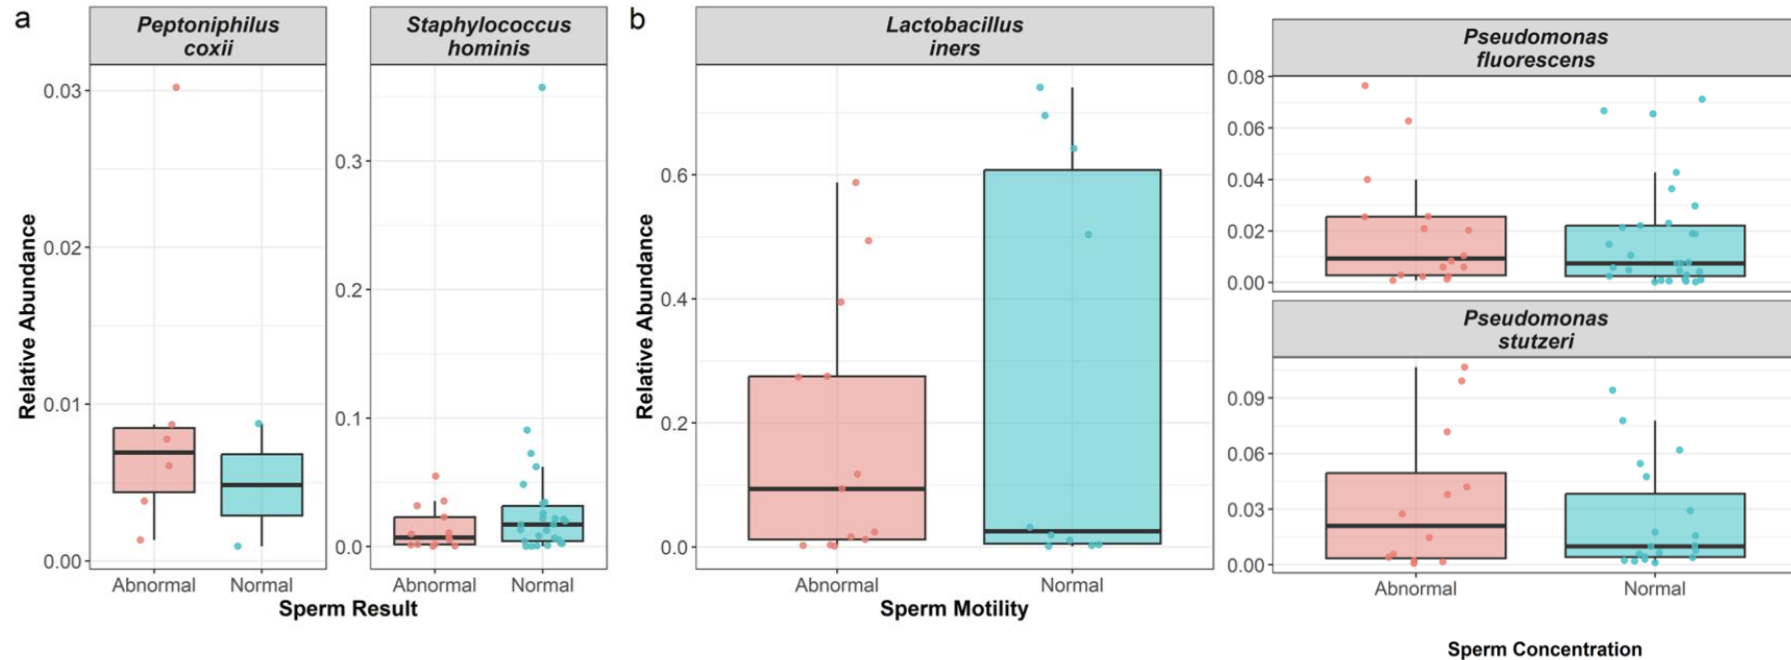 a
Peptoniphilus
coxii
Staphylococcus
hominis
Relative Abundance
0.03
0.02
0.01
0.00
0.3
0.2
0.1
0.0
Abnormal
Normal
Abnormal
Normal
Sperm Result
b
Lactobacillus
iners
Relative Abundance
0.6
0.4
0.2
0.0
Abnormal
Normal
Sperm Motility
Pseudomonas
fluorescens
0.08
0.06
0.04
0.02
0.00
Pseudomonas
stutzeri
0.09
0.06
0.03
0.00
Abnormal
Normal
Sperm Concentration